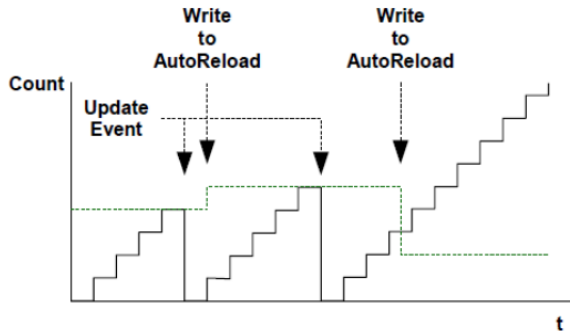 Write
to
AutoReload
Write
to
AutoReload
Count
Update
Event
t